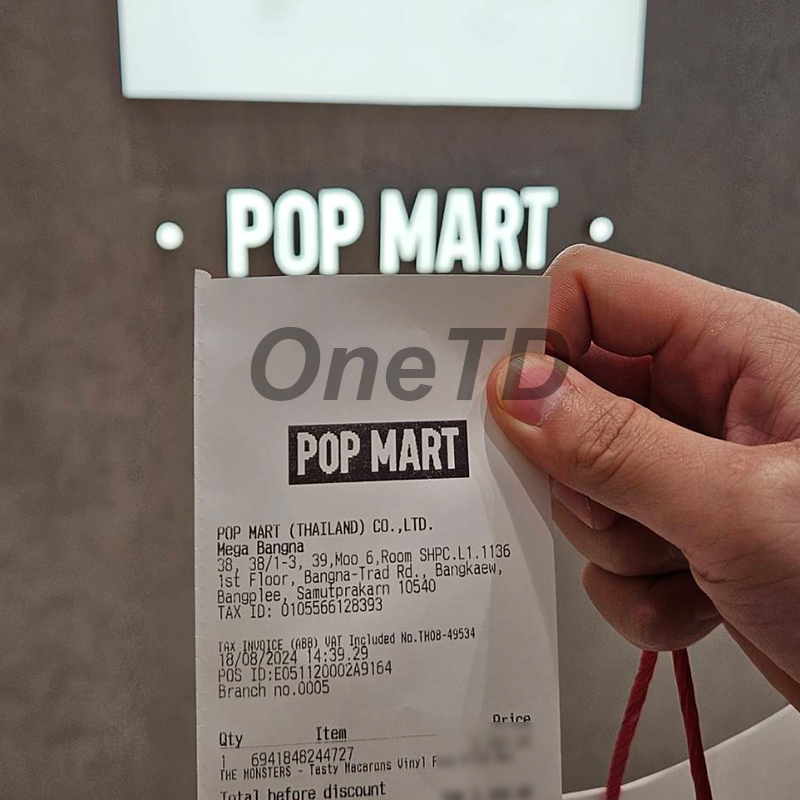 • POP MART •
OneTD
POP MART
POP MART (THAILAND) CO.,LTD.
Mega Bangna
38, 38/1-3, 39,Moo 6,Room SHPC.L1.1136
1st Floor, Bangna-Trad Rd., Bangkaew,
Bangplee, Samutprakarn 10540
TAX ID: 0105566128393
TAX INVOICE (ABB) VAT Included No.TH08-49534
18/08/2024 14:39.29
POS ID:E051120002A9164
Branch no.0005
Qty Item Price
1 6941848244727
THE MONSTERS - Tasty Macarons Vinyl F
Total before discount